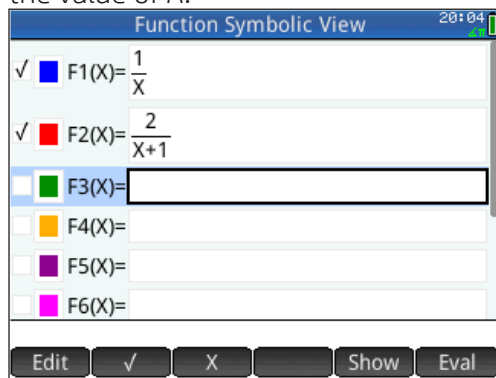 the value of A.
Function Symbolic View 20:04
∡π
√ F1(X)= 1/X
√ F2(X)= 2/(X+1)
F3(X)=
F4(X)=
F5(X)=
F6(X)=
Edit √ X Show Eval